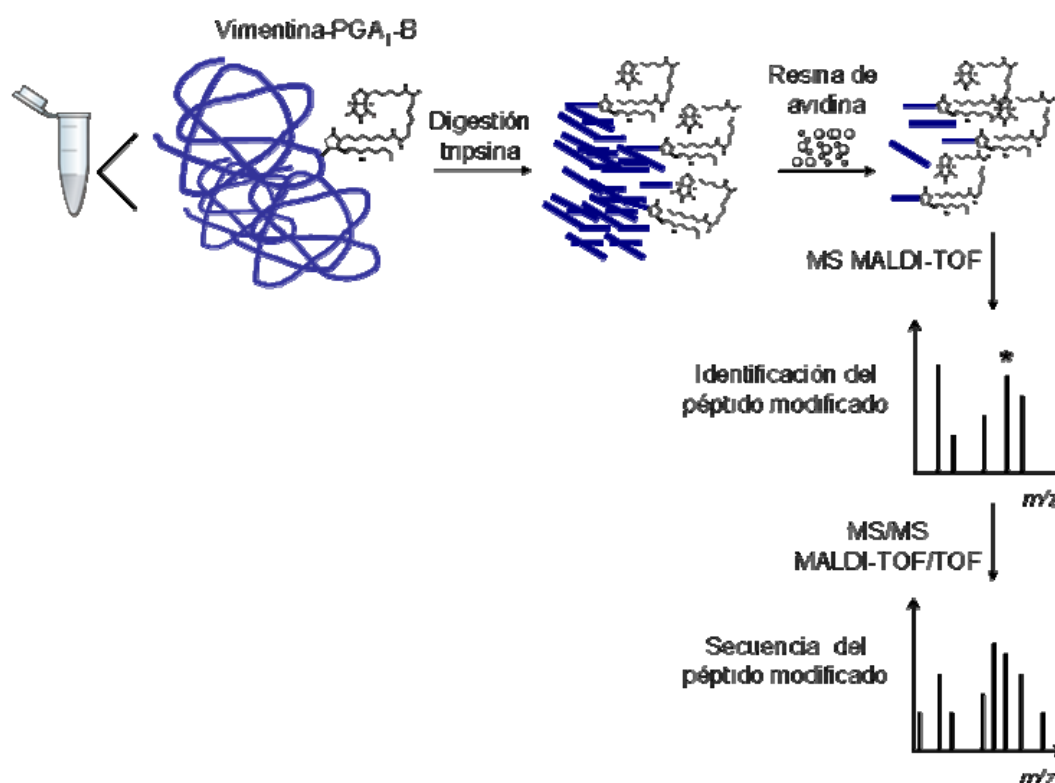 Vimentina-PGA₁-B
Digestión
tripsina
Resina de
avidina
MS MALDI-TOF
*
Identificación del
péptido modificado
m/z
MS/MS
MALDI-TOF/TOF
Secuencia del
péptido modificado
m/z